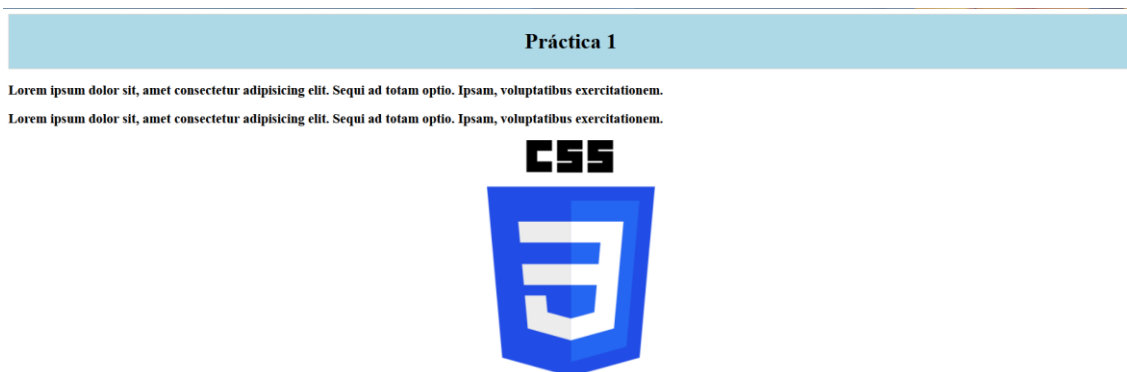 Práctica 1
Lorem ipsum dolor sit, amet consectetur adipisicing elit. Sequi ad totam optio. Ipsam, voluptatibus exercitationem.
Lorem ipsum dolor sit, amet consectetur adipisicing elit. Sequi ad totam optio. Ipsam, voluptatibus exercitationem.
CSS
3